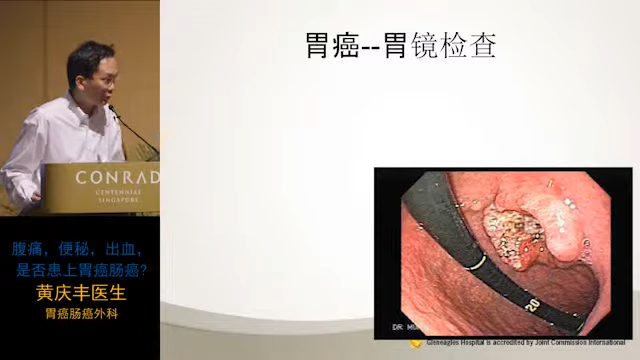 胃癌--胃镜检查
CONRAD
CENTENNIAL
SINGAPORE
腹痛，便秘，出血，
是否患上胃癌肠癌?
黄庆丰医生
胃癌肠癌外科
20
DR
Gleneagles Hospital is accredited by Joint Commission International